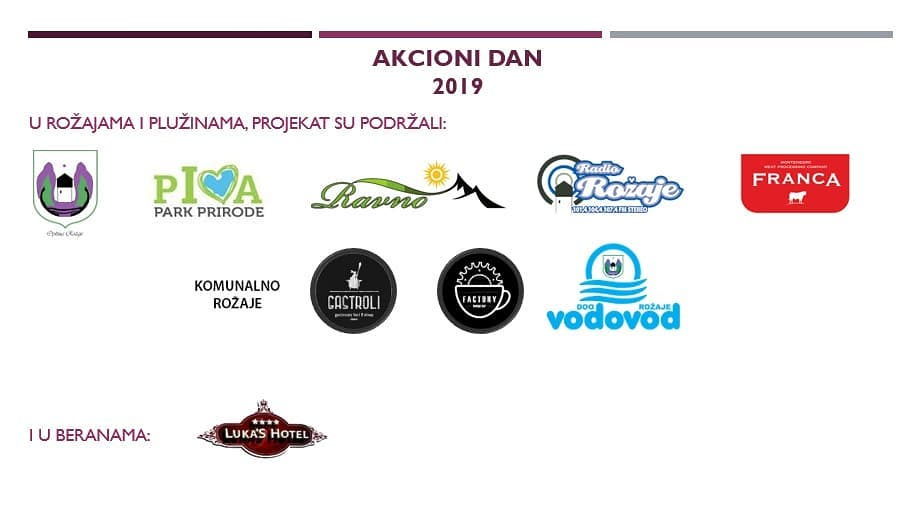 AKCIONI DAN
2019
U ROŽAJAMA I PLUŽINAMA, PROJEKAT SU PODRŽALI:
Opština Rožaje
PIVA
PARK PRIRODE
Ravno
Radio
Rožaje
FRANCA
KOMUNALNO
ROŽAJE
GASTROLI
FACTORY
DOO ROŽAJE
vodovod
I U BERANAMA:
LUKA'S HOTEL